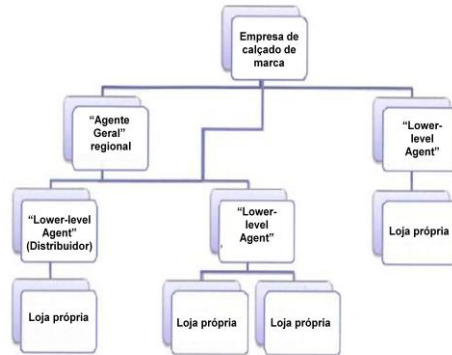 Empresa de
calçado de
marca
“Agente
Geral”
regional
“Lower-
level
Agent”
“Lower-level
Agent”
(Distribuidor)
“Lower-
level
Agent”
Loja própria
Loja própria
Loja própria
Loja própria